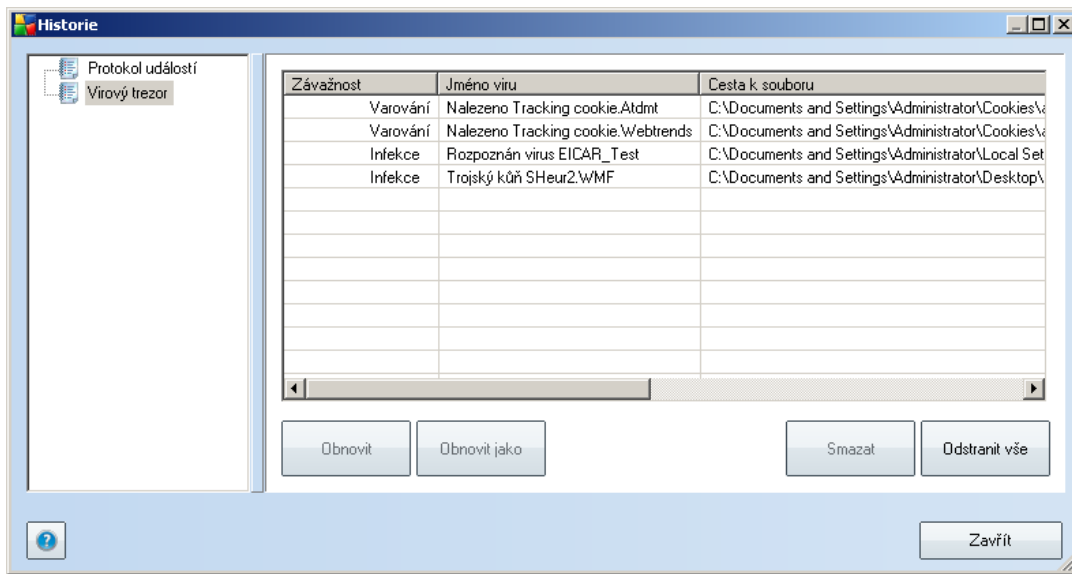 Historie
Protokol událostí
Virový trezor
Závažnost Jméno viru Cesta k souboru
Varování Nalezeno Tracking cookie.Atdmt C:\Documents and Settings\Administrator\Cookies\a
Varování Nalezeno Tracking cookie.Webtrends C:\Documents and Settings\Administrator\Cookies\a
Infekce Rozpoznán virus EICAR_Test C:\Documents and Settings\Administrator\Local Set
Infekce Trojský kůň SHeur2.WMF C:\Documents and Settings\Administrator\Desktop\
Obnovit Obnovit jako Smazat Odstranit vše
Zavřít